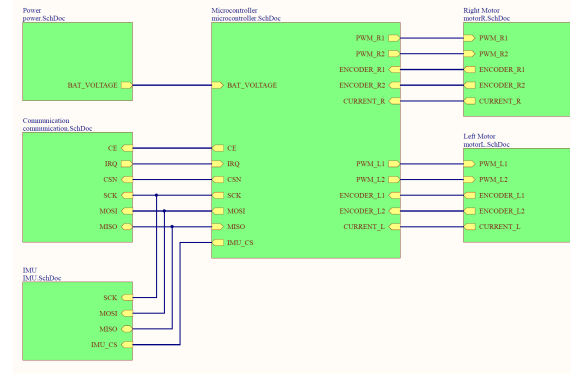 Power
power.SchDoc
BAT_VOLTAGE
Communication
communication.SchDoc
CE
IRQ
CSN
SCK
MOSI
MISO
IMU
IMU.SchDoc
SCK
MOSI
MISO
IMU_CS
Microcontroller
microcontroller.SchDoc
PWM_R1
PWM_R2
ENCODER_R1
BAT_VOLTAGE ENCODER_R2
CURRENT_R
CE
IRQ PWM_L1
CSN PWM_L2
SCK ENCODER_L1
MOSI ENCODER_L2
MISO CURRENT_L
IMU_CS
Right Motor
motorR.SchDoc
PWM_R1
PWM_R2
ENCODER_R1
ENCODER_R2
CURRENT_R
Left Motor
motorL.SchDoc
PWM_L1
PWM_L2
ENCODER_L1
ENCODER_L2
CURRENT_L